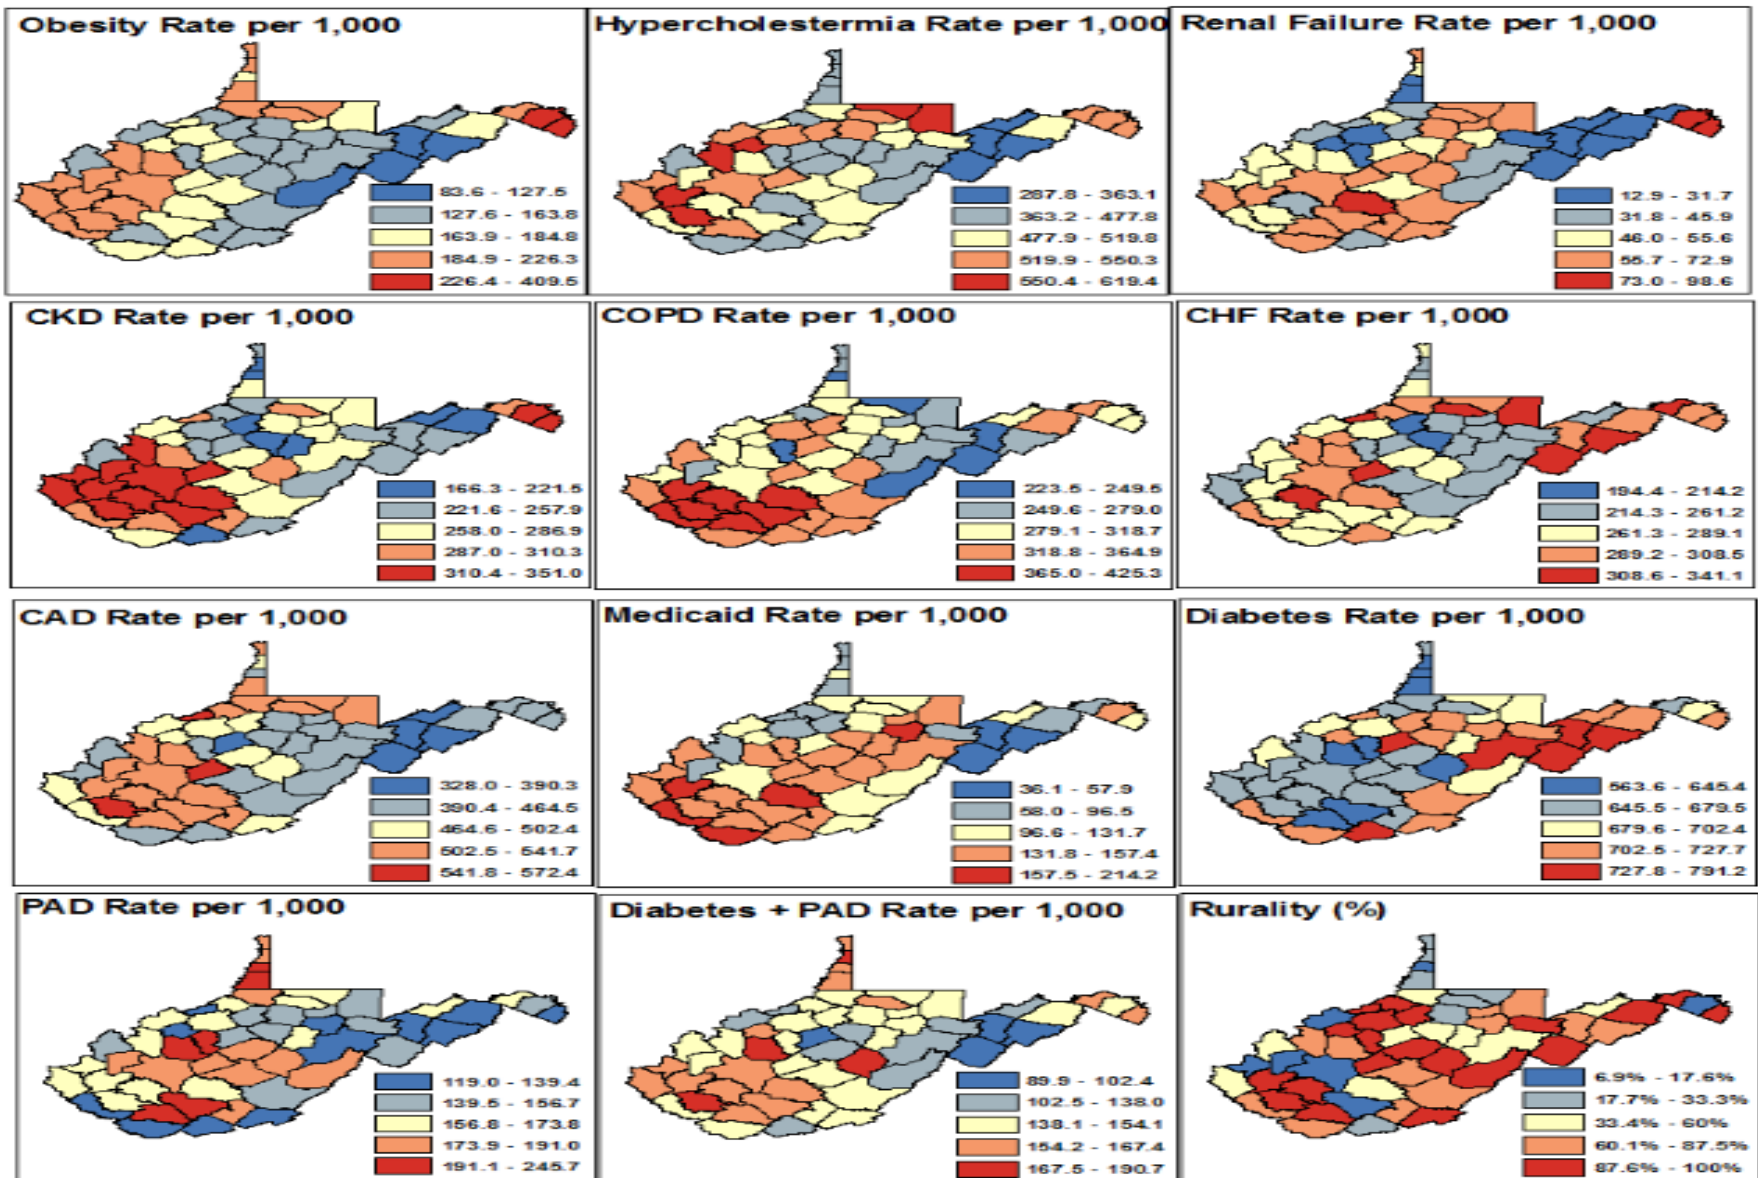 Obesity Rate per 1,000
83.6 - 127.5
127.6 - 163.8
163.9 - 184.8
184.9 - 226.3
226.4 - 409.5
Hypercholestermia Rate per 1,000
287.8 - 363.1
363.2 - 477.8
477.9 - 519.8
519.9 - 550.3
550.4 - 619.4
Renal Failure Rate per 1,000
12.9 - 31.7
31.8 - 45.9
46.0 - 55.6
55.7 - 72.9
73.0 - 98.6
CKD Rate per 1,000
166.3 - 221.5
221.6 - 257.9
258.0 - 286.9
287.0 - 310.3
310.4 - 351.0
COPD Rate per 1,000
223.5 - 249.5
249.6 - 279.0
279.1 - 318.7
318.8 - 364.9
365.0 - 425.3
CHF Rate per 1,000
194.4 - 214.2
214.3 - 261.2
261.3 - 289.1
289.2 - 308.5
308.6 - 341.1
CAD Rate per 1,000
328.0 - 390.3
390.4 - 464.5
464.6 - 502.4
502.5 - 541.7
541.8 - 572.4
Medicaid Rate per 1,000
36.1 - 57.9
58.0 - 96.5
96.6 - 131.7
131.8 - 157.4
157.5 - 214.2
Diabetes Rate per 1,000
563.6 - 645.4
645.5 - 679.5
679.6 - 702.4
702.5 - 727.7
727.8 - 791.2
PAD Rate per 1,000
119.0 - 139.4
139.5 - 156.7
156.8 - 173.8
173.9 - 191.0
191.1 - 245.7
Diabetes + PAD Rate per 1,000
89.9 - 102.4
102.5 - 138.0
138.1 - 154.1
154.2 - 167.4
167.5 - 190.7
Rurality (%)
6.9% - 17.6%
17.7% - 33.3%
33.4% - 60%
60.1% - 87.5%
87.6% - 100%